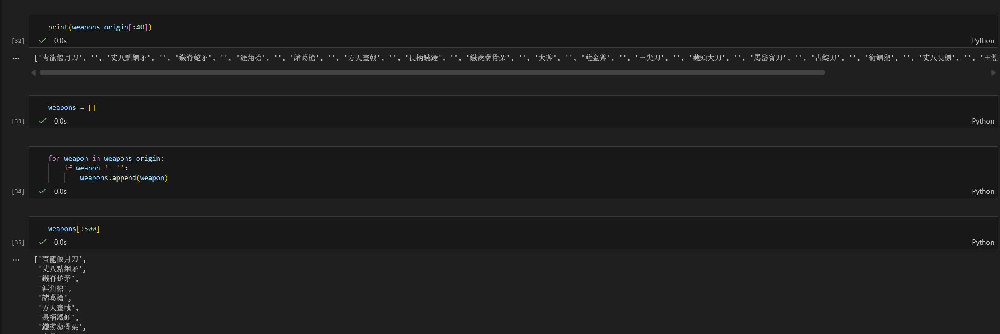 print(weapons_origin[:40])
[32] 0.0s Python
['青龍偃月刀', '', '丈八點鋼矛', '', '鐵脊蛇矛', '', '涯角槍', '', '諸葛槍', '', '方天畫戟', '', '長柄鐵錘', '', '鐵蒺藜骨朵', '', '大斧', '', '蘸金斧', '', '三尖刀', '', '截頭大刀', '', '馬岱寶刀', '', '古錠刀', '', '衠鋼槊', '', '丈八長標', '', '王雙
weapons = []
[33] 0.0s Python
for weapon in weapons_origin:
    if weapon != '':
        weapons.append(weapon)
[34] 0.0s Python
weapons[:500]
[35] 0.0s Python
['青龍偃月刀',
 '丈八點鋼矛',
 '鐵脊蛇矛',
 '涯角槍',
 '諸葛槍',
 '方天畫戟',
 '長柄鐵錘',
 '鐵蒺藜骨朵',